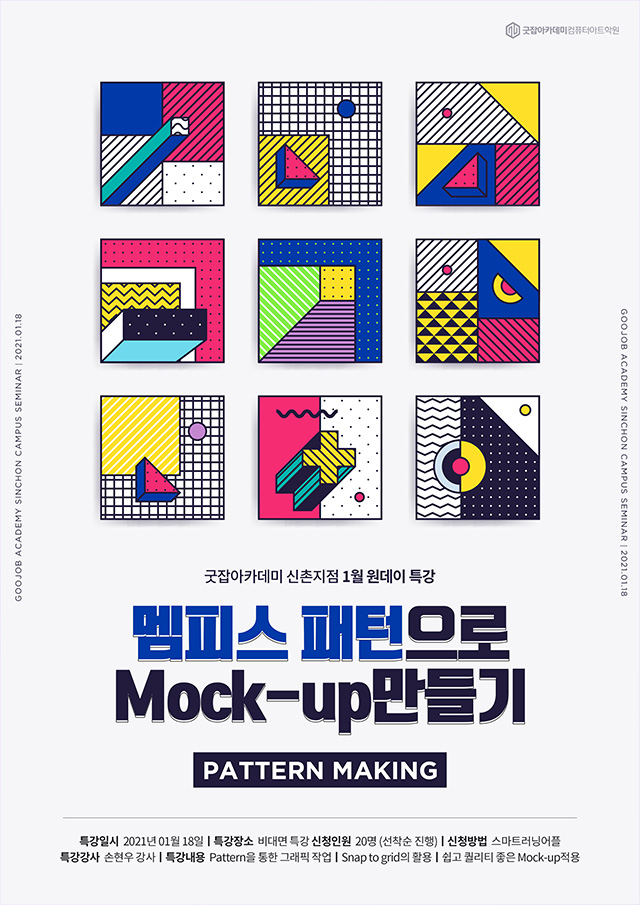 굿잡아카데미컴퓨터아트학원
GOOJOB ACADEMY SINCHON CAMPUS SEMINAR | 2021.01.18
GOOJOB ACADEMY SINCHON CAMPUS SEMINAR | 2021.01.18
굿잡아카데미 신촌지점 1월 원데이 특강
멤피스 패턴으로
Mock-up만들기
PATTERN MAKING
특강일시 2021년 01월 18일 | 특강장소 비대면 특강 신청인원 20명 (선착순 진행) | 신청방법 스마트러닝어플
특강강사 손현우 강사 | 특강내용 Pattern을 통한 그래픽 작업 | Snap to grid의 활용 | 쉽고 퀄리티 좋은 Mock-up적용